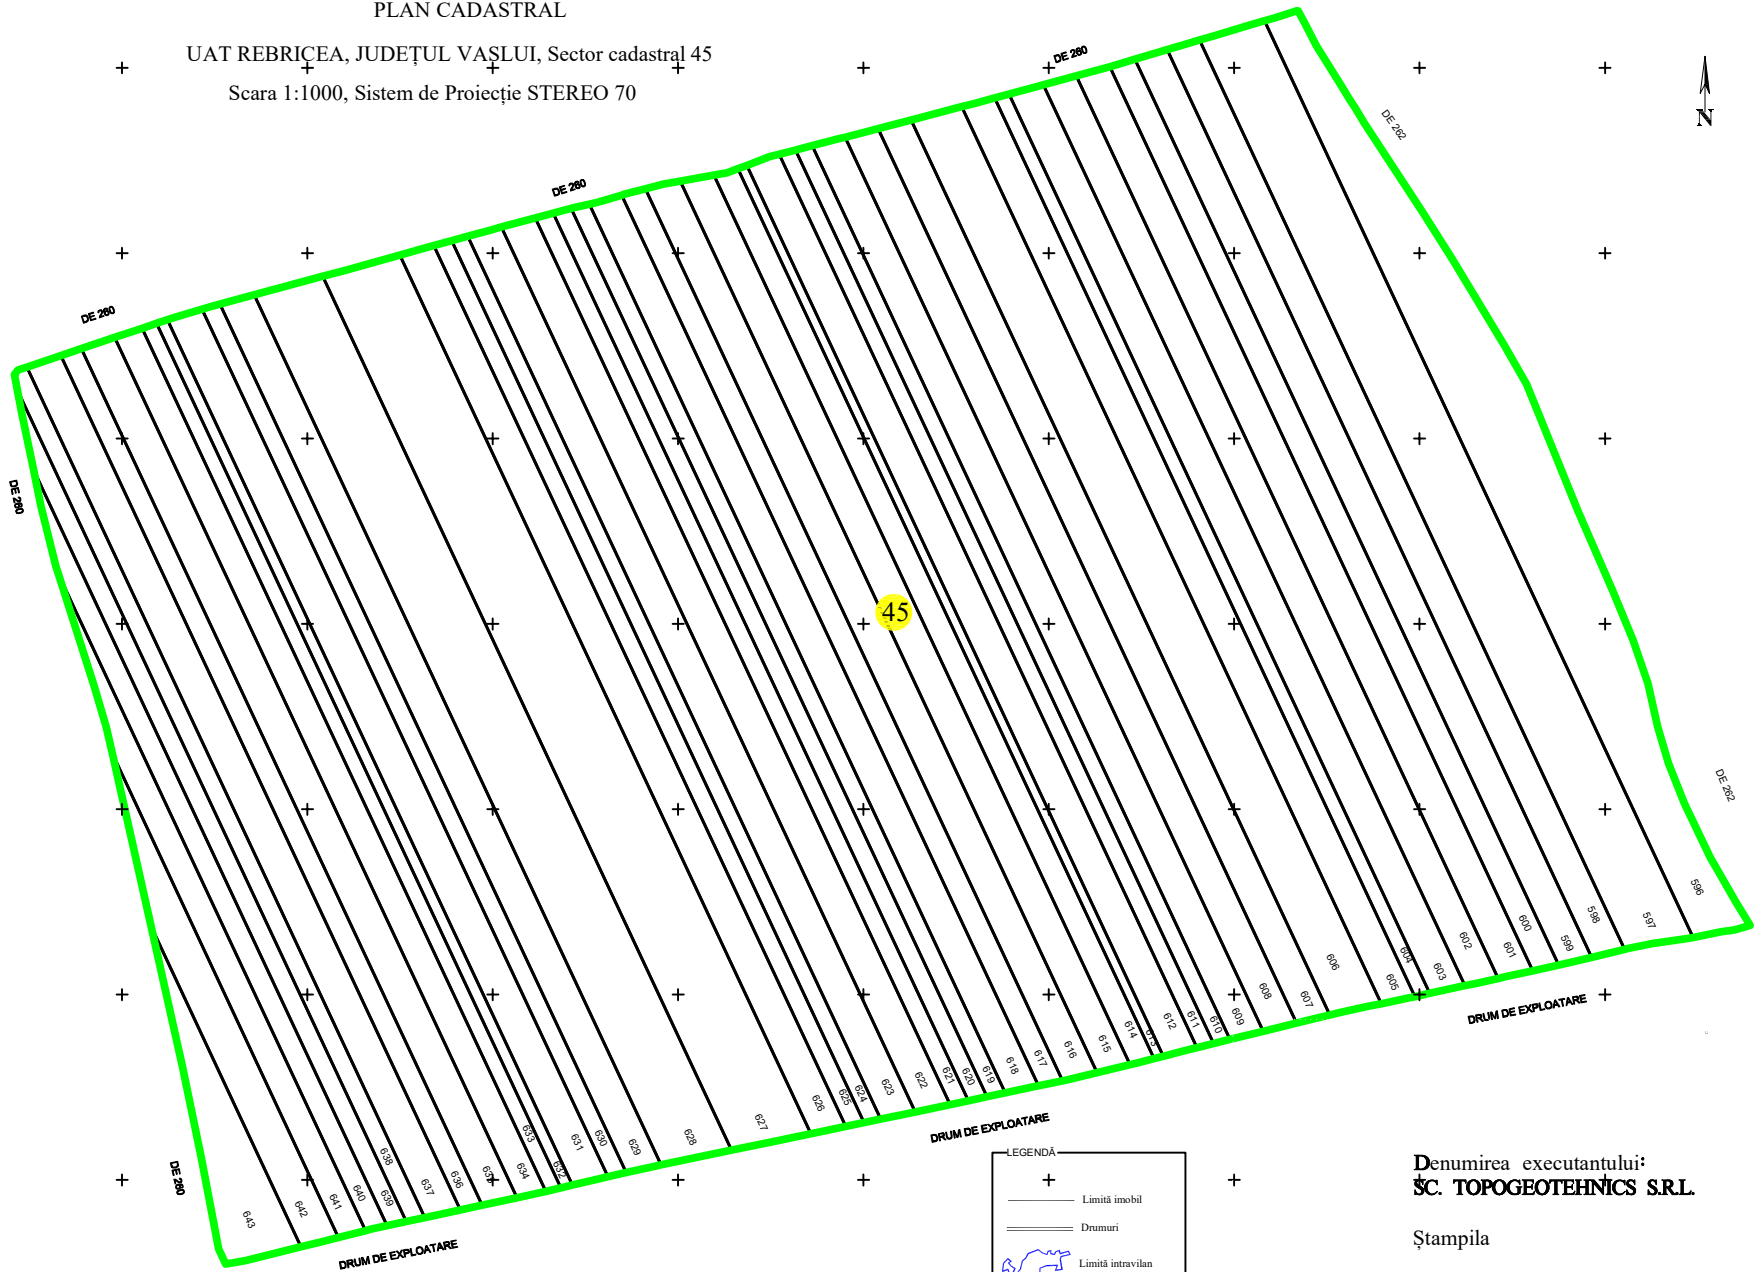 PLAN CADASTRAL
UAT REBRICEA, JUDEȚUL VASLUI, Sector cadastral 45
Scara 1:1000, Sistem de Proiecție STEREO 70
DE 260
DE 260
DE 260
DE 260
DE 260
DE 262
DE 262
N
45
596
597
598
599
600
601
602
603
604
605
606
607
608
609
610
611
612
613
614
615
616
617
618
619
620
621
622
623
624
625
626
627
628
629
630
631
632
633
634
636
637
638
639
640
641
642
643
DRUM DE EXPLOATARE
DRUM DE EXPLOATARE
DRUM DE EXPLOATARE
LEGENDĂ
Limită imobil
Drumuri
Limită intravilan
Denumirea executantului:
SC. TOPOGEOTEHNICS S.R.L.
Ștampila